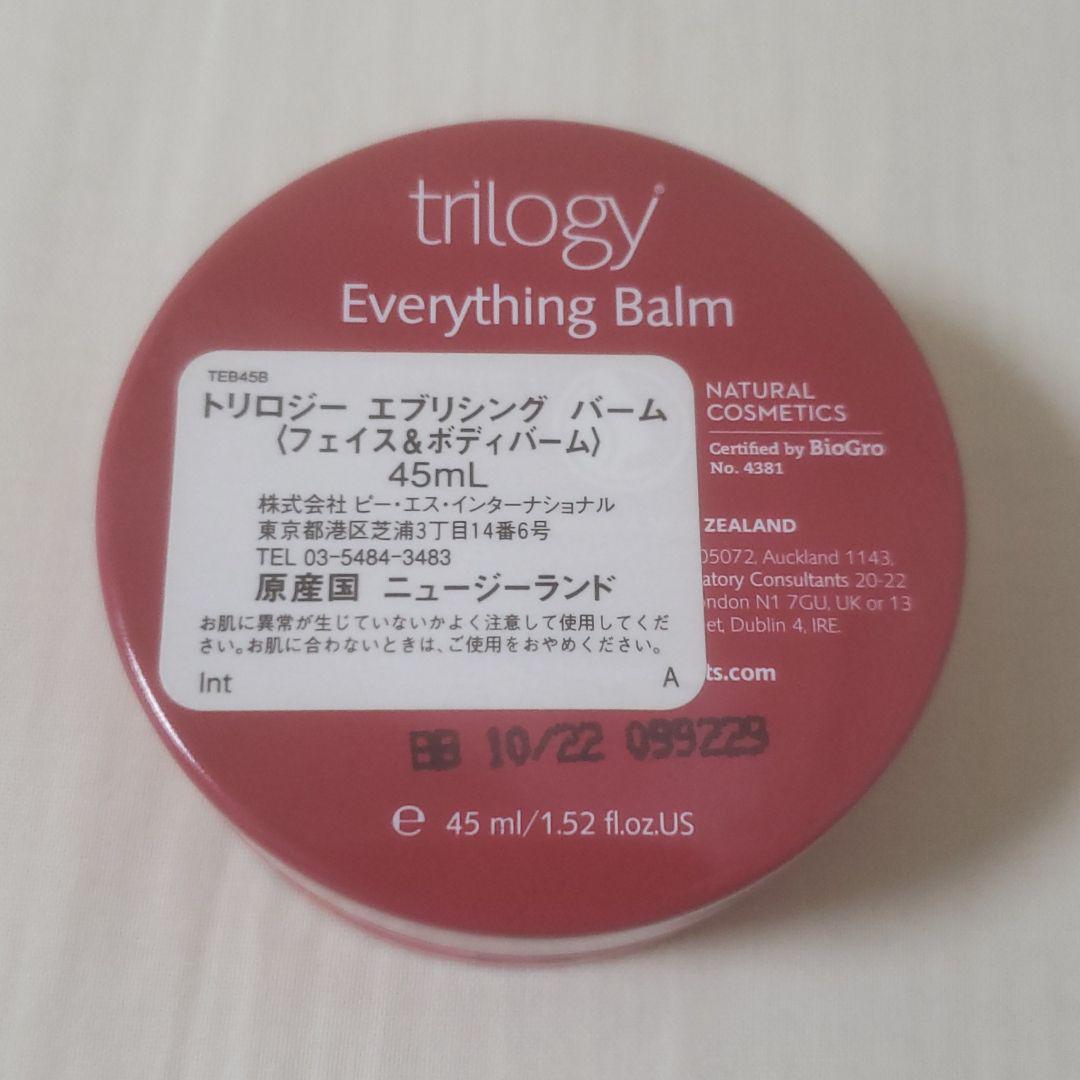 trilogy
Everything Balm
TEB45B
トリロジー エブリシング バーム
〈フェイス&ボディバーム〉
45mL
株式会社 ピー・エス・インターナショナル
東京都港区芝浦3丁目14番6号
TEL 03-5484-3483
原産国 ニュージーランド
お肌に異常が生じていないかよく注意して使用してくだ
さい。お肌に合わないときは、ご使用をおやめください。
Int A
NATURAL
COSMETICS
Certified by BioGro
No. 4381
ZEALAND
05072, Auckland 1143,
atory Consultants 20-22
ndon N1 7GU, UK or 13
et, Dublin 4, IRE.
ts.com
BB 10/22 099229
e 45 ml/1.52 fl.oz.US